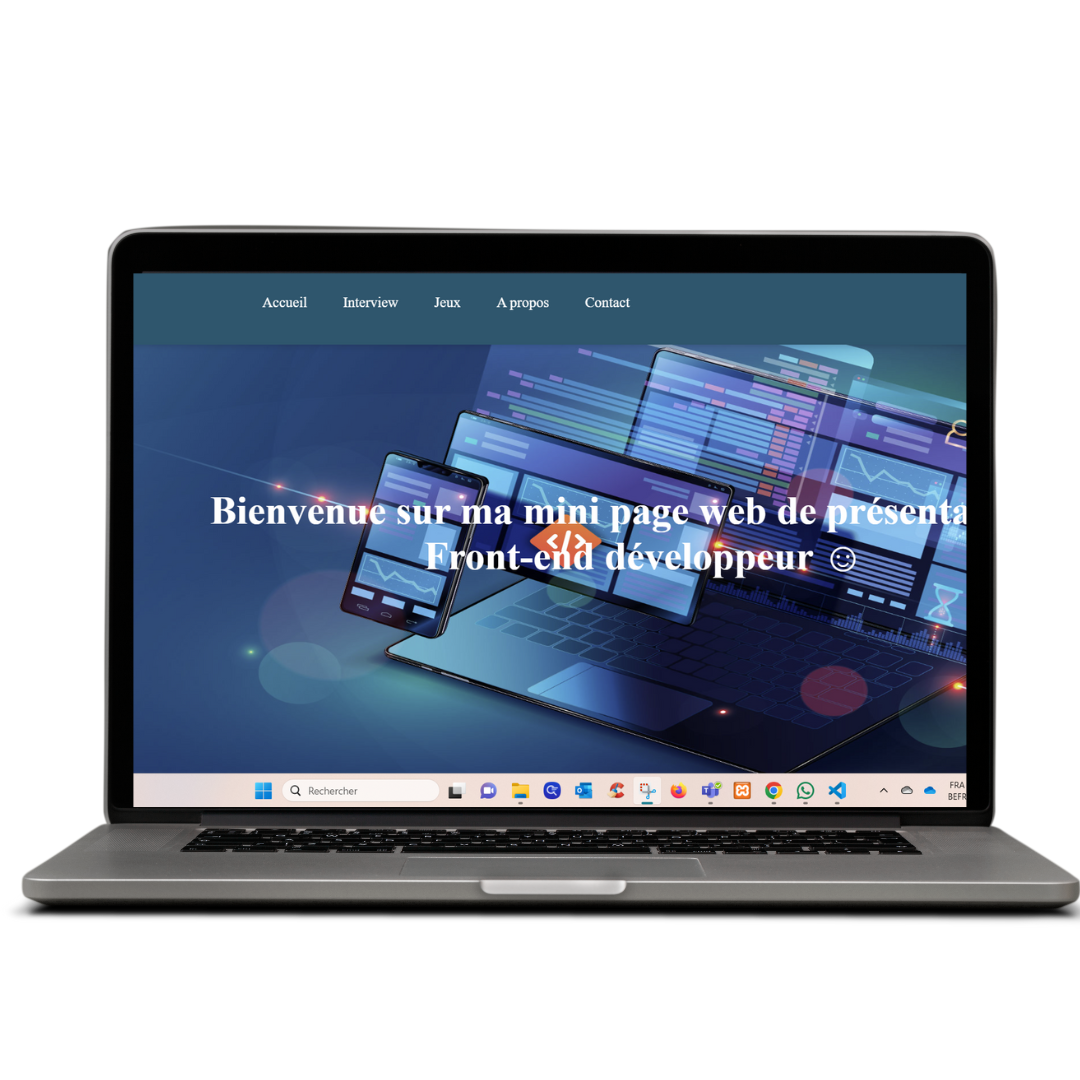 Accueil Interview Jeux A propos Contact
Bienvenue sur ma mini page web de présenta
Front-end développeur ☺
Rechercher
FRA
BEFR